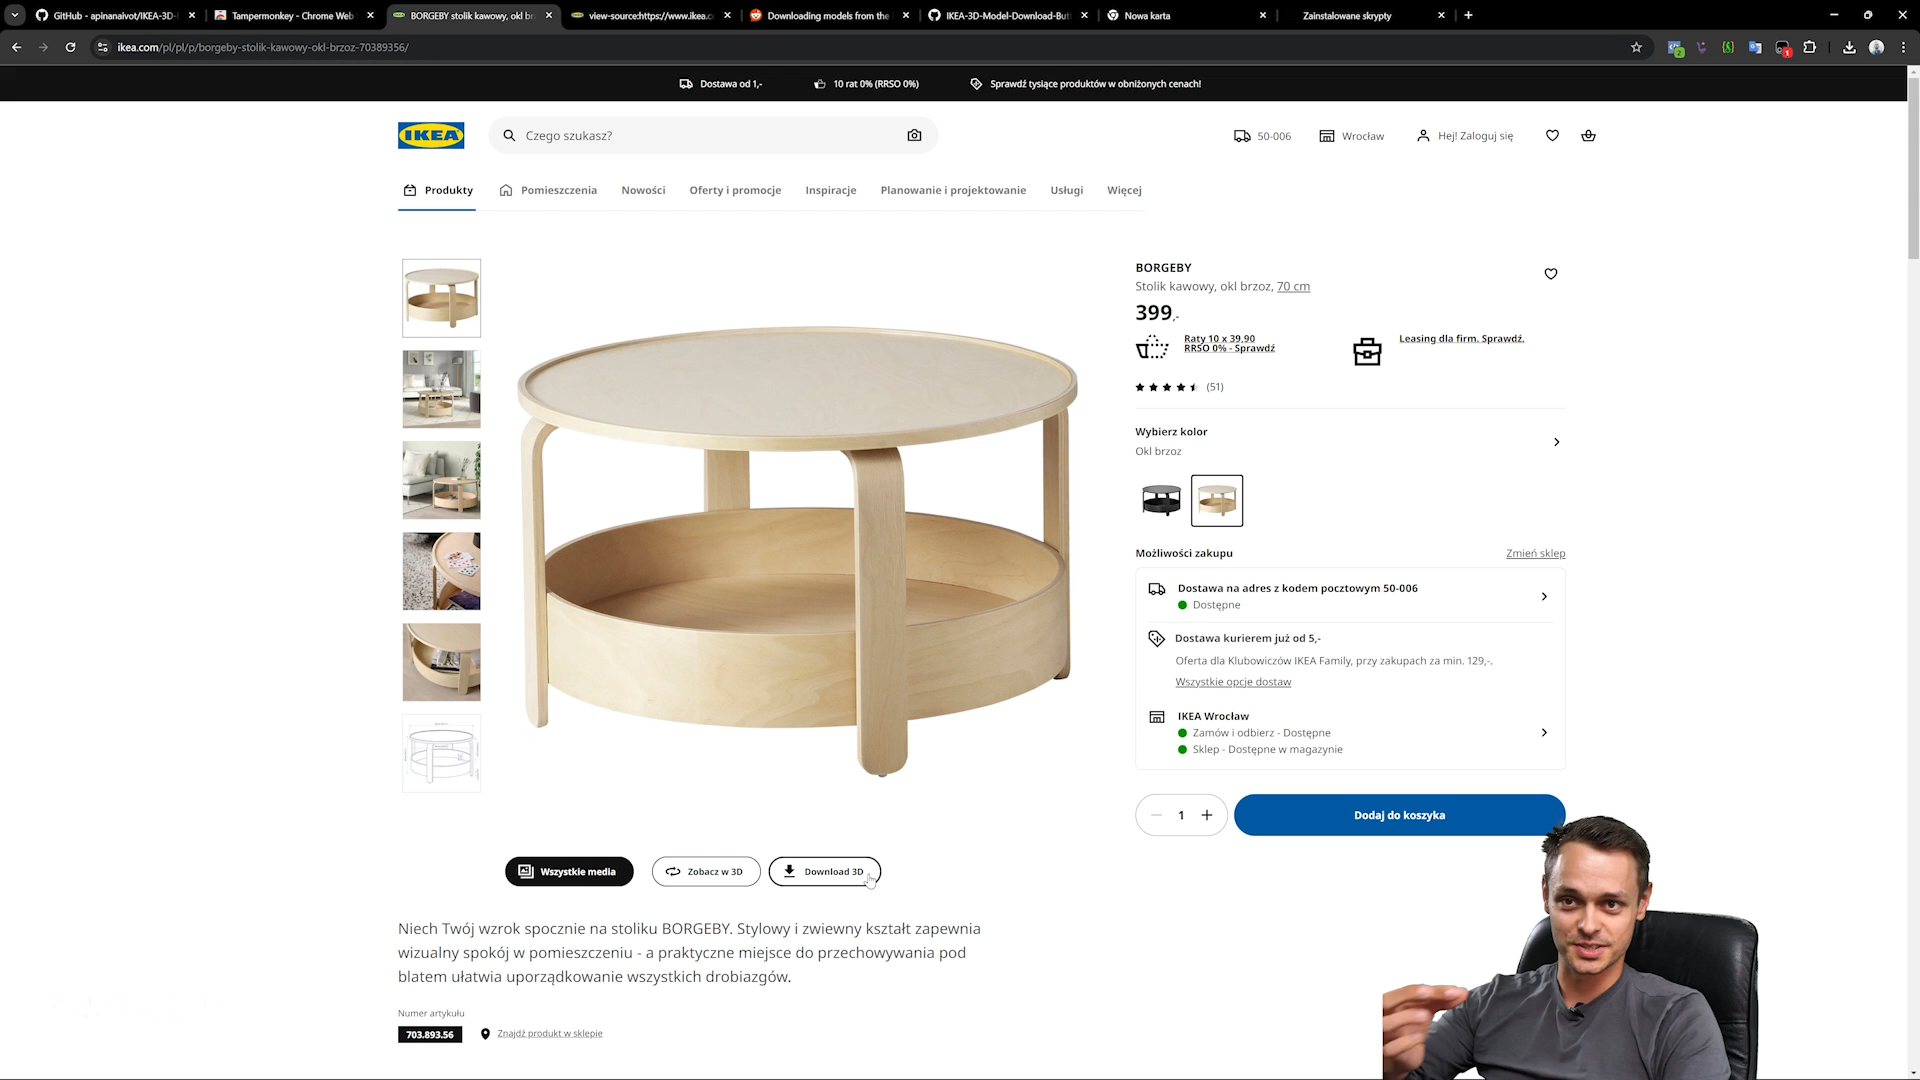 GitHub - apinanaivot/IKEA-3D-
Tampermonkey - Chrome Web
BORGEBY stolik kawowy, okl br
view-source:https://www.ikea.c
Downloading models from the
IKEA-3D-Model-Download-But
Nowa karta
Zainstalowane skrypty
ikea.com/pl/pl/p/borgeby-stolik-kawowy-okl-brzoz-70389356/
Dostawa od 1,-
10 rat 0% (RRSO 0%)
Sprawdź tysiące produktów w obniżonych cenach!
IKEA
Czego szukasz?
50-006
Wrocław
Hej! Zaloguj się
Produkty
Pomieszczenia
Nowości
Oferty i promocje
Inspiracje
Planowanie i projektowanie
Usługi
Więcej
BORGEBY
Stolik kawowy, okl brzoz, 70 cm
399,-
Raty 10 x 39,90
RRSO 0% - Sprawdź
Leasing dla firm. Sprawdź.
(51)
Wybierz kolor
Okl brzoz
Możliwości zakupu
Zmień sklep
Dostawa na adres z kodem pocztowym 50-006
Dostępne
Dostawa kurierem już od 5,-
Oferta dla Klubowiczów IKEA Family, przy zakupach za min. 129,-.
Wszystkie opcje dostaw
IKEA Wrocław
Zamów i odbierz - Dostępne
Sklep - Dostępne w magazynie
1
Dodaj do koszyka
Wszystkie media
Zobacz w 3D
Download 3D
Niech Twój wzrok spocznie na stoliku BORGEBY. Stylowy i zwiewny kształt zapewnia
wizualny spokój w pomieszczeniu - a praktyczne miejsce do przechowywania pod
blatem ułatwia uporządkowanie wszystkich drobiazgów.
Numer artykułu
703.893.56
Znajdź produkt w sklepie